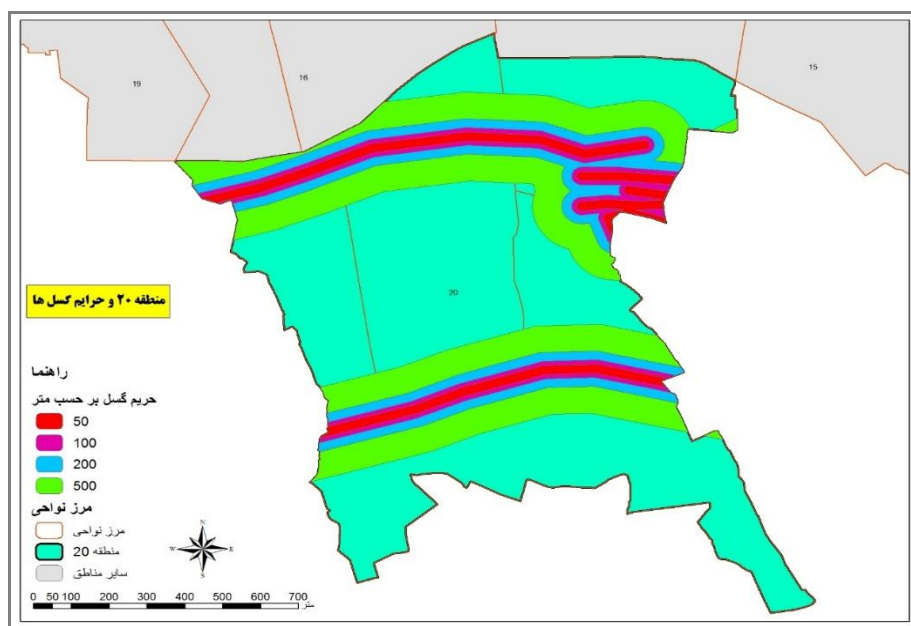 19
16
15
20
منطقه ۲۰ و حرایم گسل ها
راهنما
حریم گسل بر حسب متر
50
100
200
500
مرز نواحی
مرز نواحی
منطقه 20
سایر مناطق
N
W E
S
0 50 100 200 300 400 500 600 700
متر